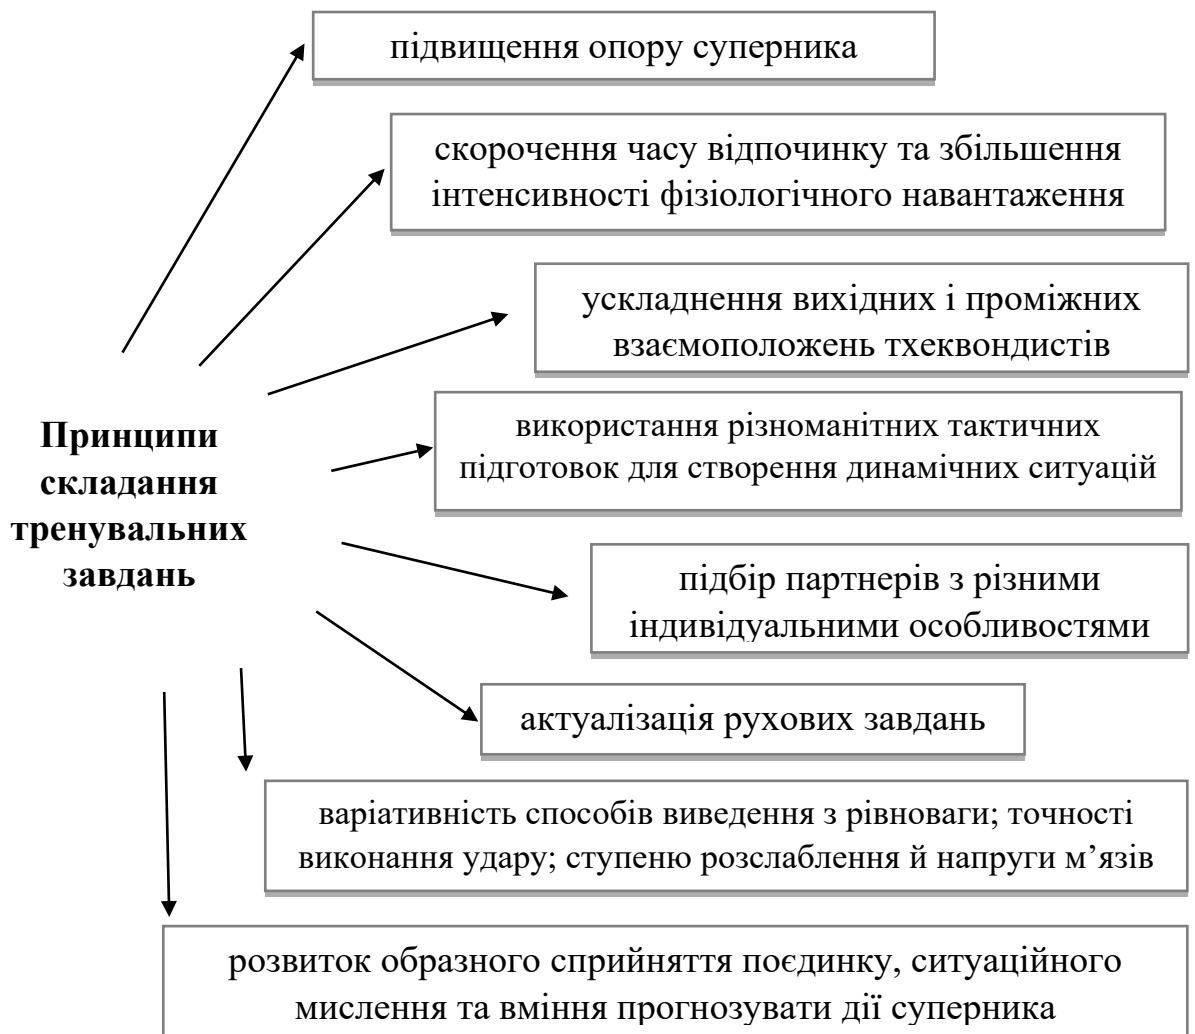 підвищення опору суперника
скорочення часу відпочинку та збільшення
інтенсивності фізіологічного навантаження
ускладнення вихідних і проміжних
взаємоположень тхеквондистів
Принципи
складання
тренувальних
завдань
використання різноманітних тактичних
підготовок для створення динамічних ситуацій
підбір партнерів з різними
індивідуальними особливостями
актуалізація рухових завдань
варіативність способів виведення з рівноваги; точності
виконання удару; ступеню розслаблення й напруги м’язів
розвиток образного сприйняття поєдинку, ситуаційного
мислення та вміння прогнозувати дії суперника